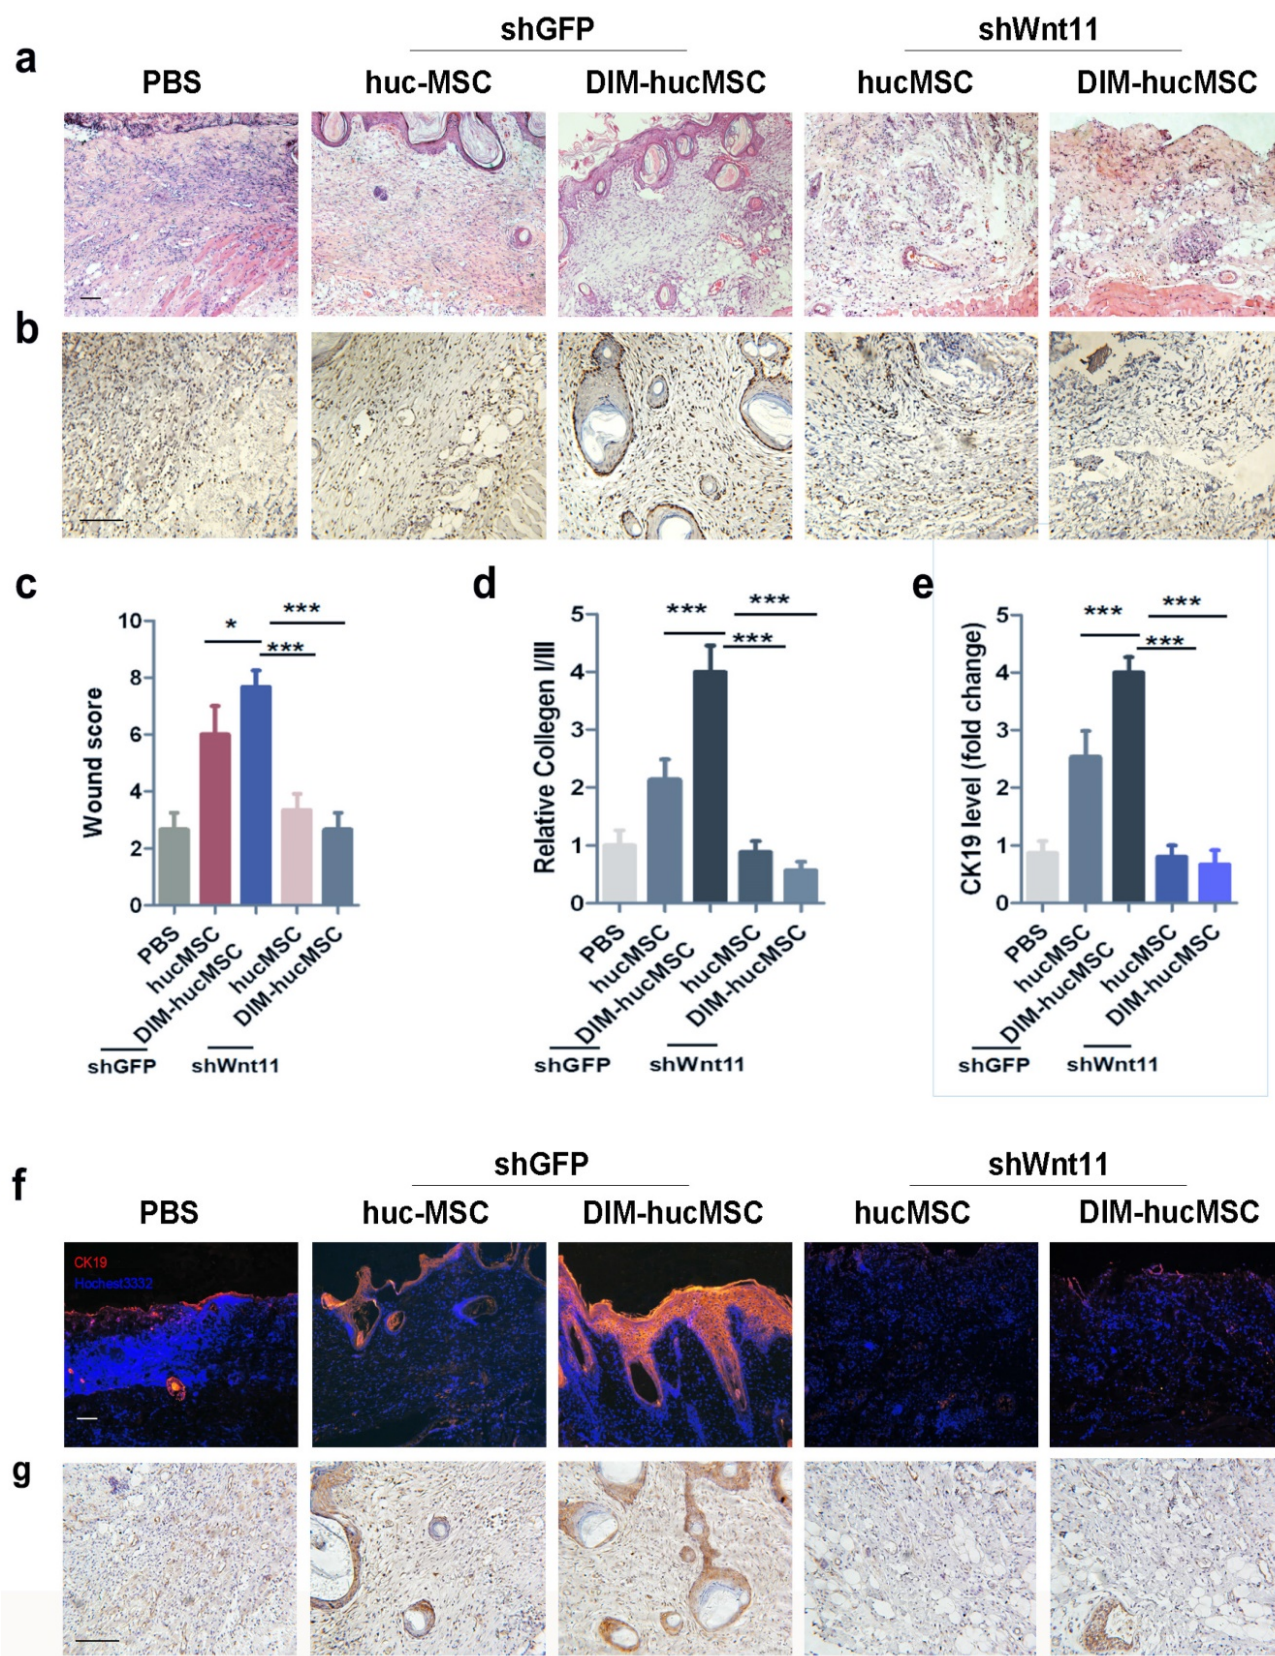 a
shGFP
shWnt11
PBS
huc-MSC
DIM-hucMSC
hucMSC
DIM-hucMSC
b
c
Wound score
10
8
6
4
2
0
*
***
***
PBS
hucMSC
DIM-hucMSC
hucMSC
DIM-hucMSC
shGFP
shWnt11
d
Relative Collegen I/III
5
4
3
2
1
0
***
***
***
PBS
hucMSC
DIM-hucMSC
hucMSC
DIM-hucMSC
shGFP
shWnt11
e
CK19 level (fold change)
5
4
3
2
1
0
***
***
***
PBS
hucMSC
DIM-hucMSC
hucMSC
DIM-hucMSC
shGFP
shWnt11
f
shGFP
shWnt11
PBS
huc-MSC
DIM-hucMSC
hucMSC
DIM-hucMSC
CK19
Hochest3332
g